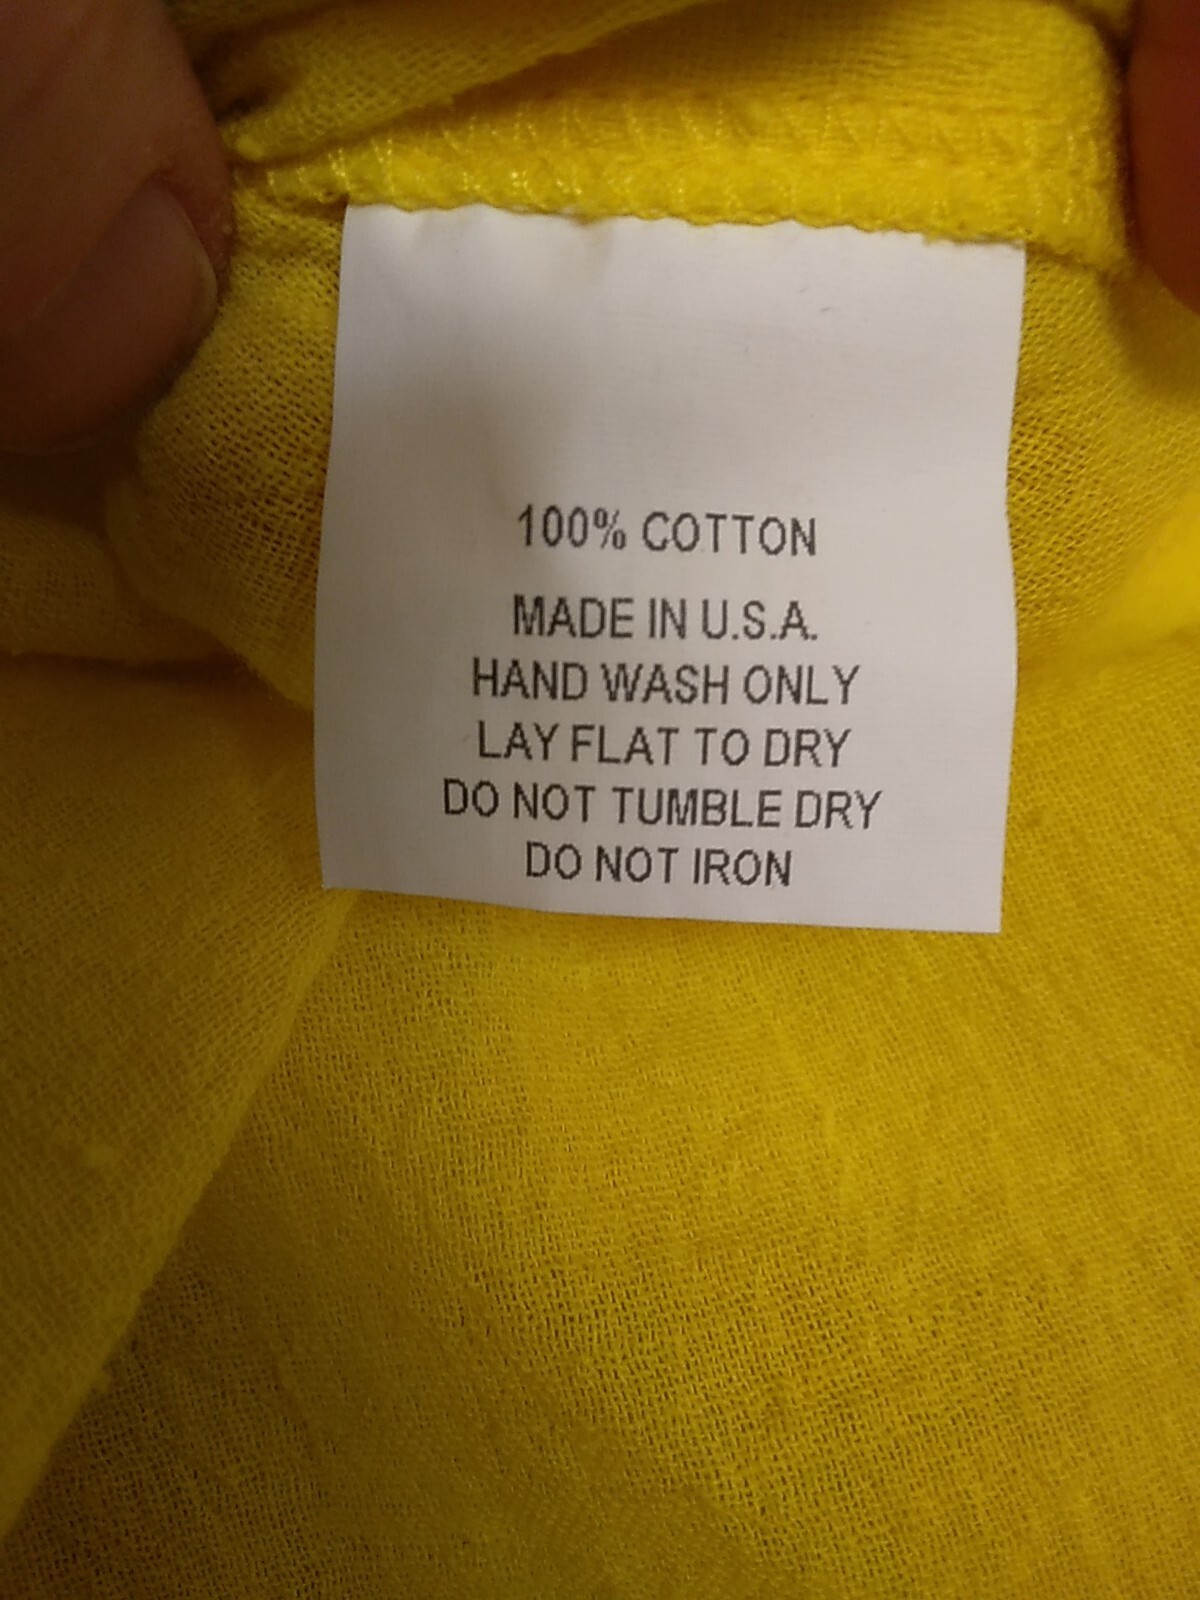 100% COTTON
MADE IN U.S.A.
HAND WASH ONLY
LAY FLAT TO DRY
DO NOT TUMBLE DRY
DO NOT IRON